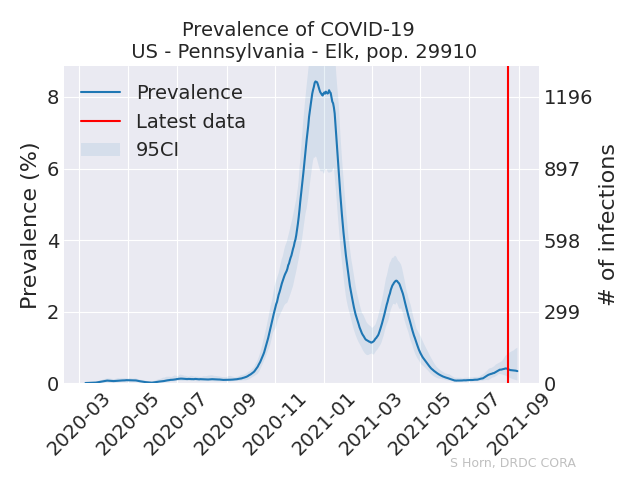 Prevalence of COVID-19
US - Pennsylvania - Elk, pop. 29910
Prevalence
Latest data
95CI
Prevalence (%)
8
6
4
2
0
1196
897
598
299
0
# of infections
2020-03
2020-05
2020-07
2020-09
2020-11
2021-01
2021-03
2021-05
2021-07
2021-09
S Horn, DRDC CORA